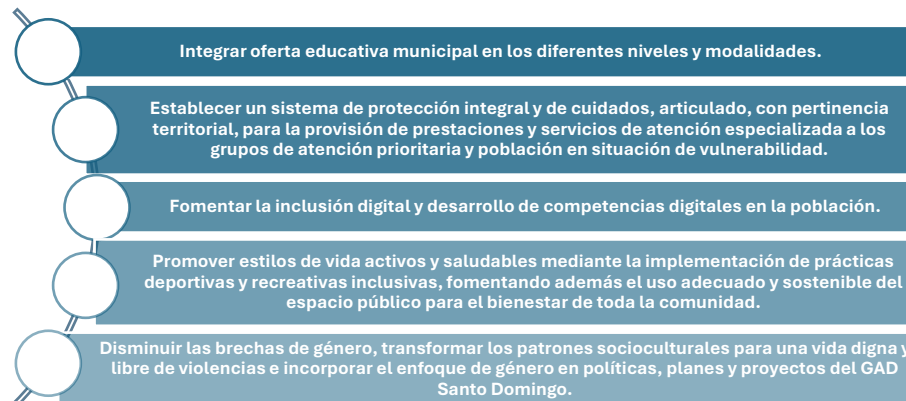 Integrar oferta educativa municipal en los diferentes niveles y modalidades.
Establecer un sistema de protección integral y de cuidados, articulado, con pertinencia
territorial, para la provisión de prestaciones y servicios de atención especializada a los
grupos de atención prioritaria y población en situación de vulnerabilidad.
Fomentar la inclusión digital y desarrollo de competencias digitales en la población.
Promover estilos de vida activos y saludables mediante la implementación de prácticas
deportivas y recreativas inclusivas, fomentando además el uso adecuado y sostenible del
espacio público para el bienestar de toda la comunidad.
Disminuir las brechas de género, transformar los patrones socioculturales para una vida digna y
libre de violencias e incorporar el enfoque de género en políticas, planes y proyectos del GAD
Santo Domingo.